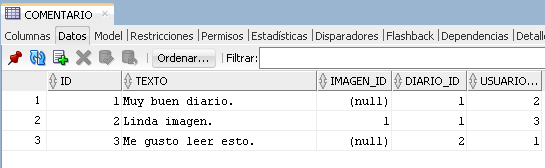 COMENTARIO
Columnas Datos Model Restricciones Permisos Estadísticas Disparadores Flashback Dependencias Detalle
Ordenar... Filtrar:
ID TEXTO IMAGEN_ID DIARIO_ID USUARIO...
1 1 Muy buen diario. (null) 1 2
2 2 Linda imagen. 1 1 3
3 3 Me gusto leer esto. (null) 2 1